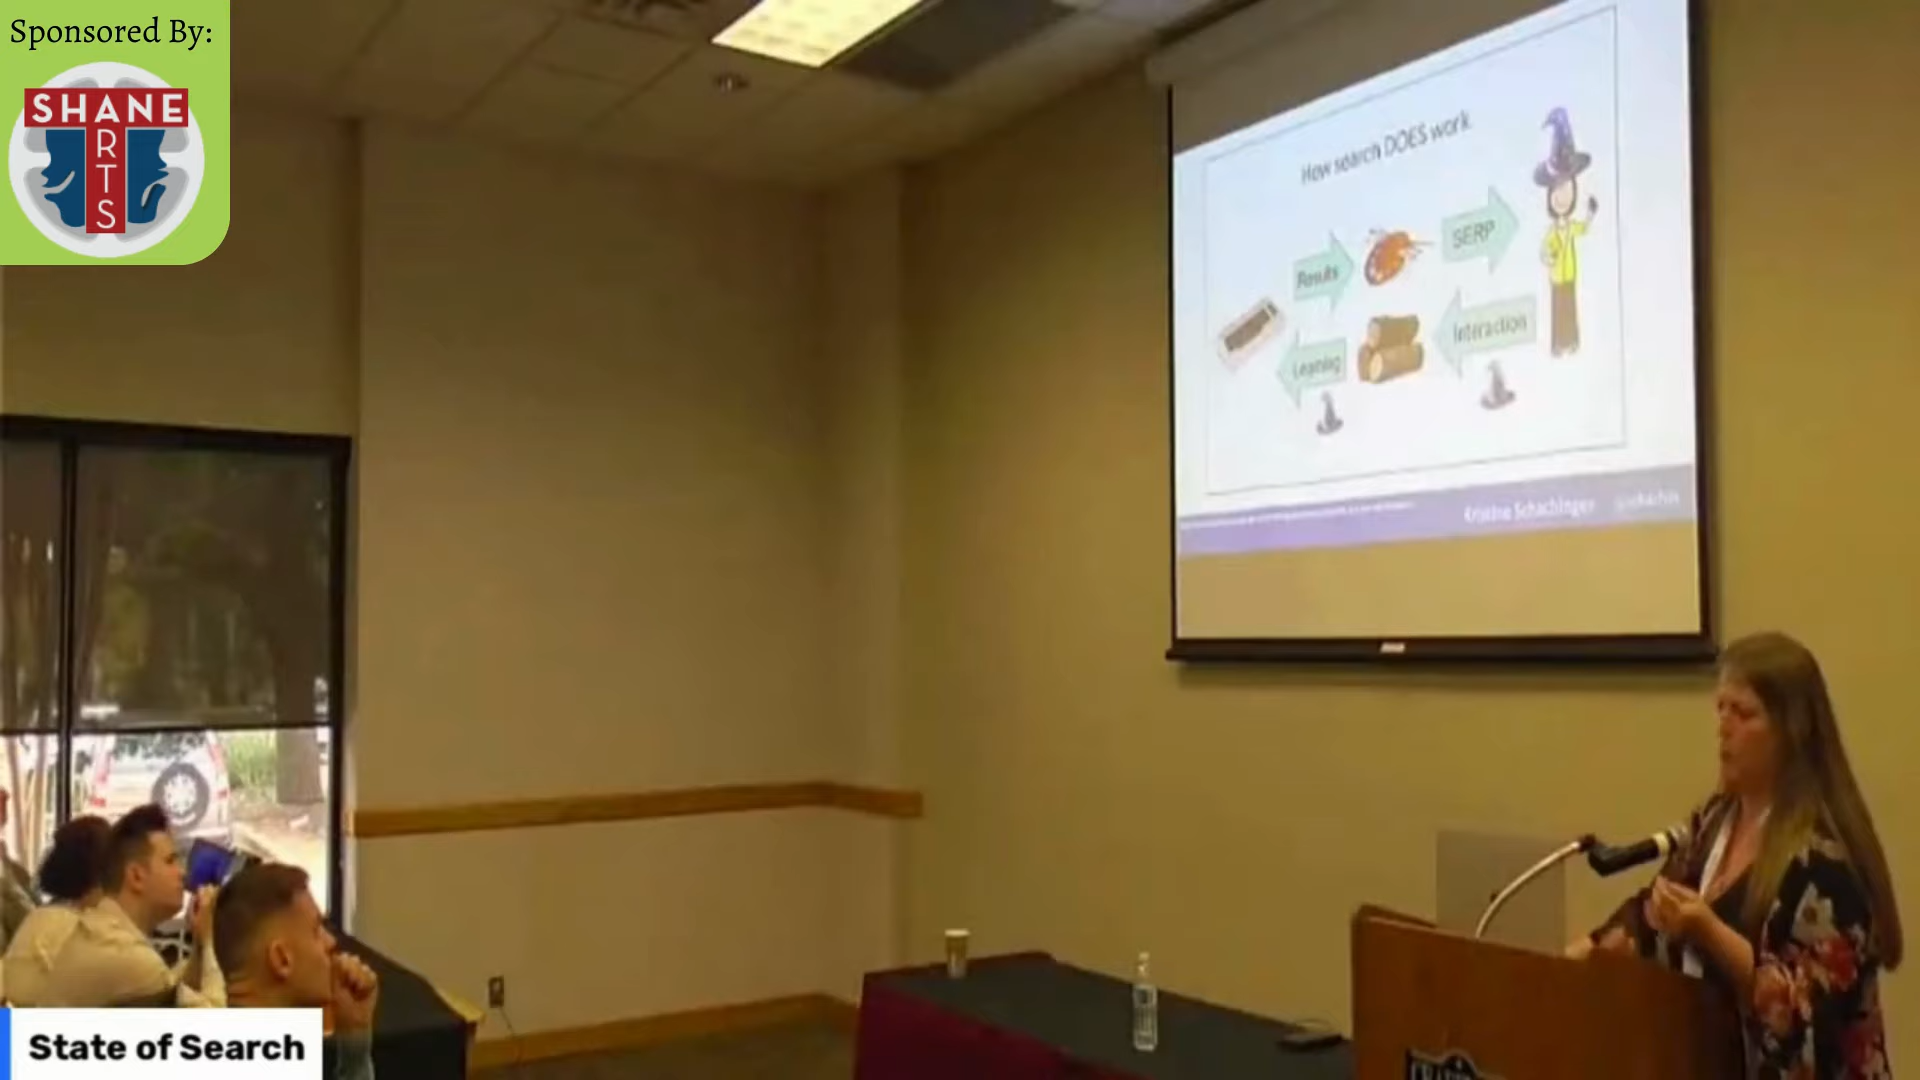 Sponsored By:
SHANE
RTS
How search DOES work
Results
SERP
Learning
Interaction
Kristine Schachinger
State of Search